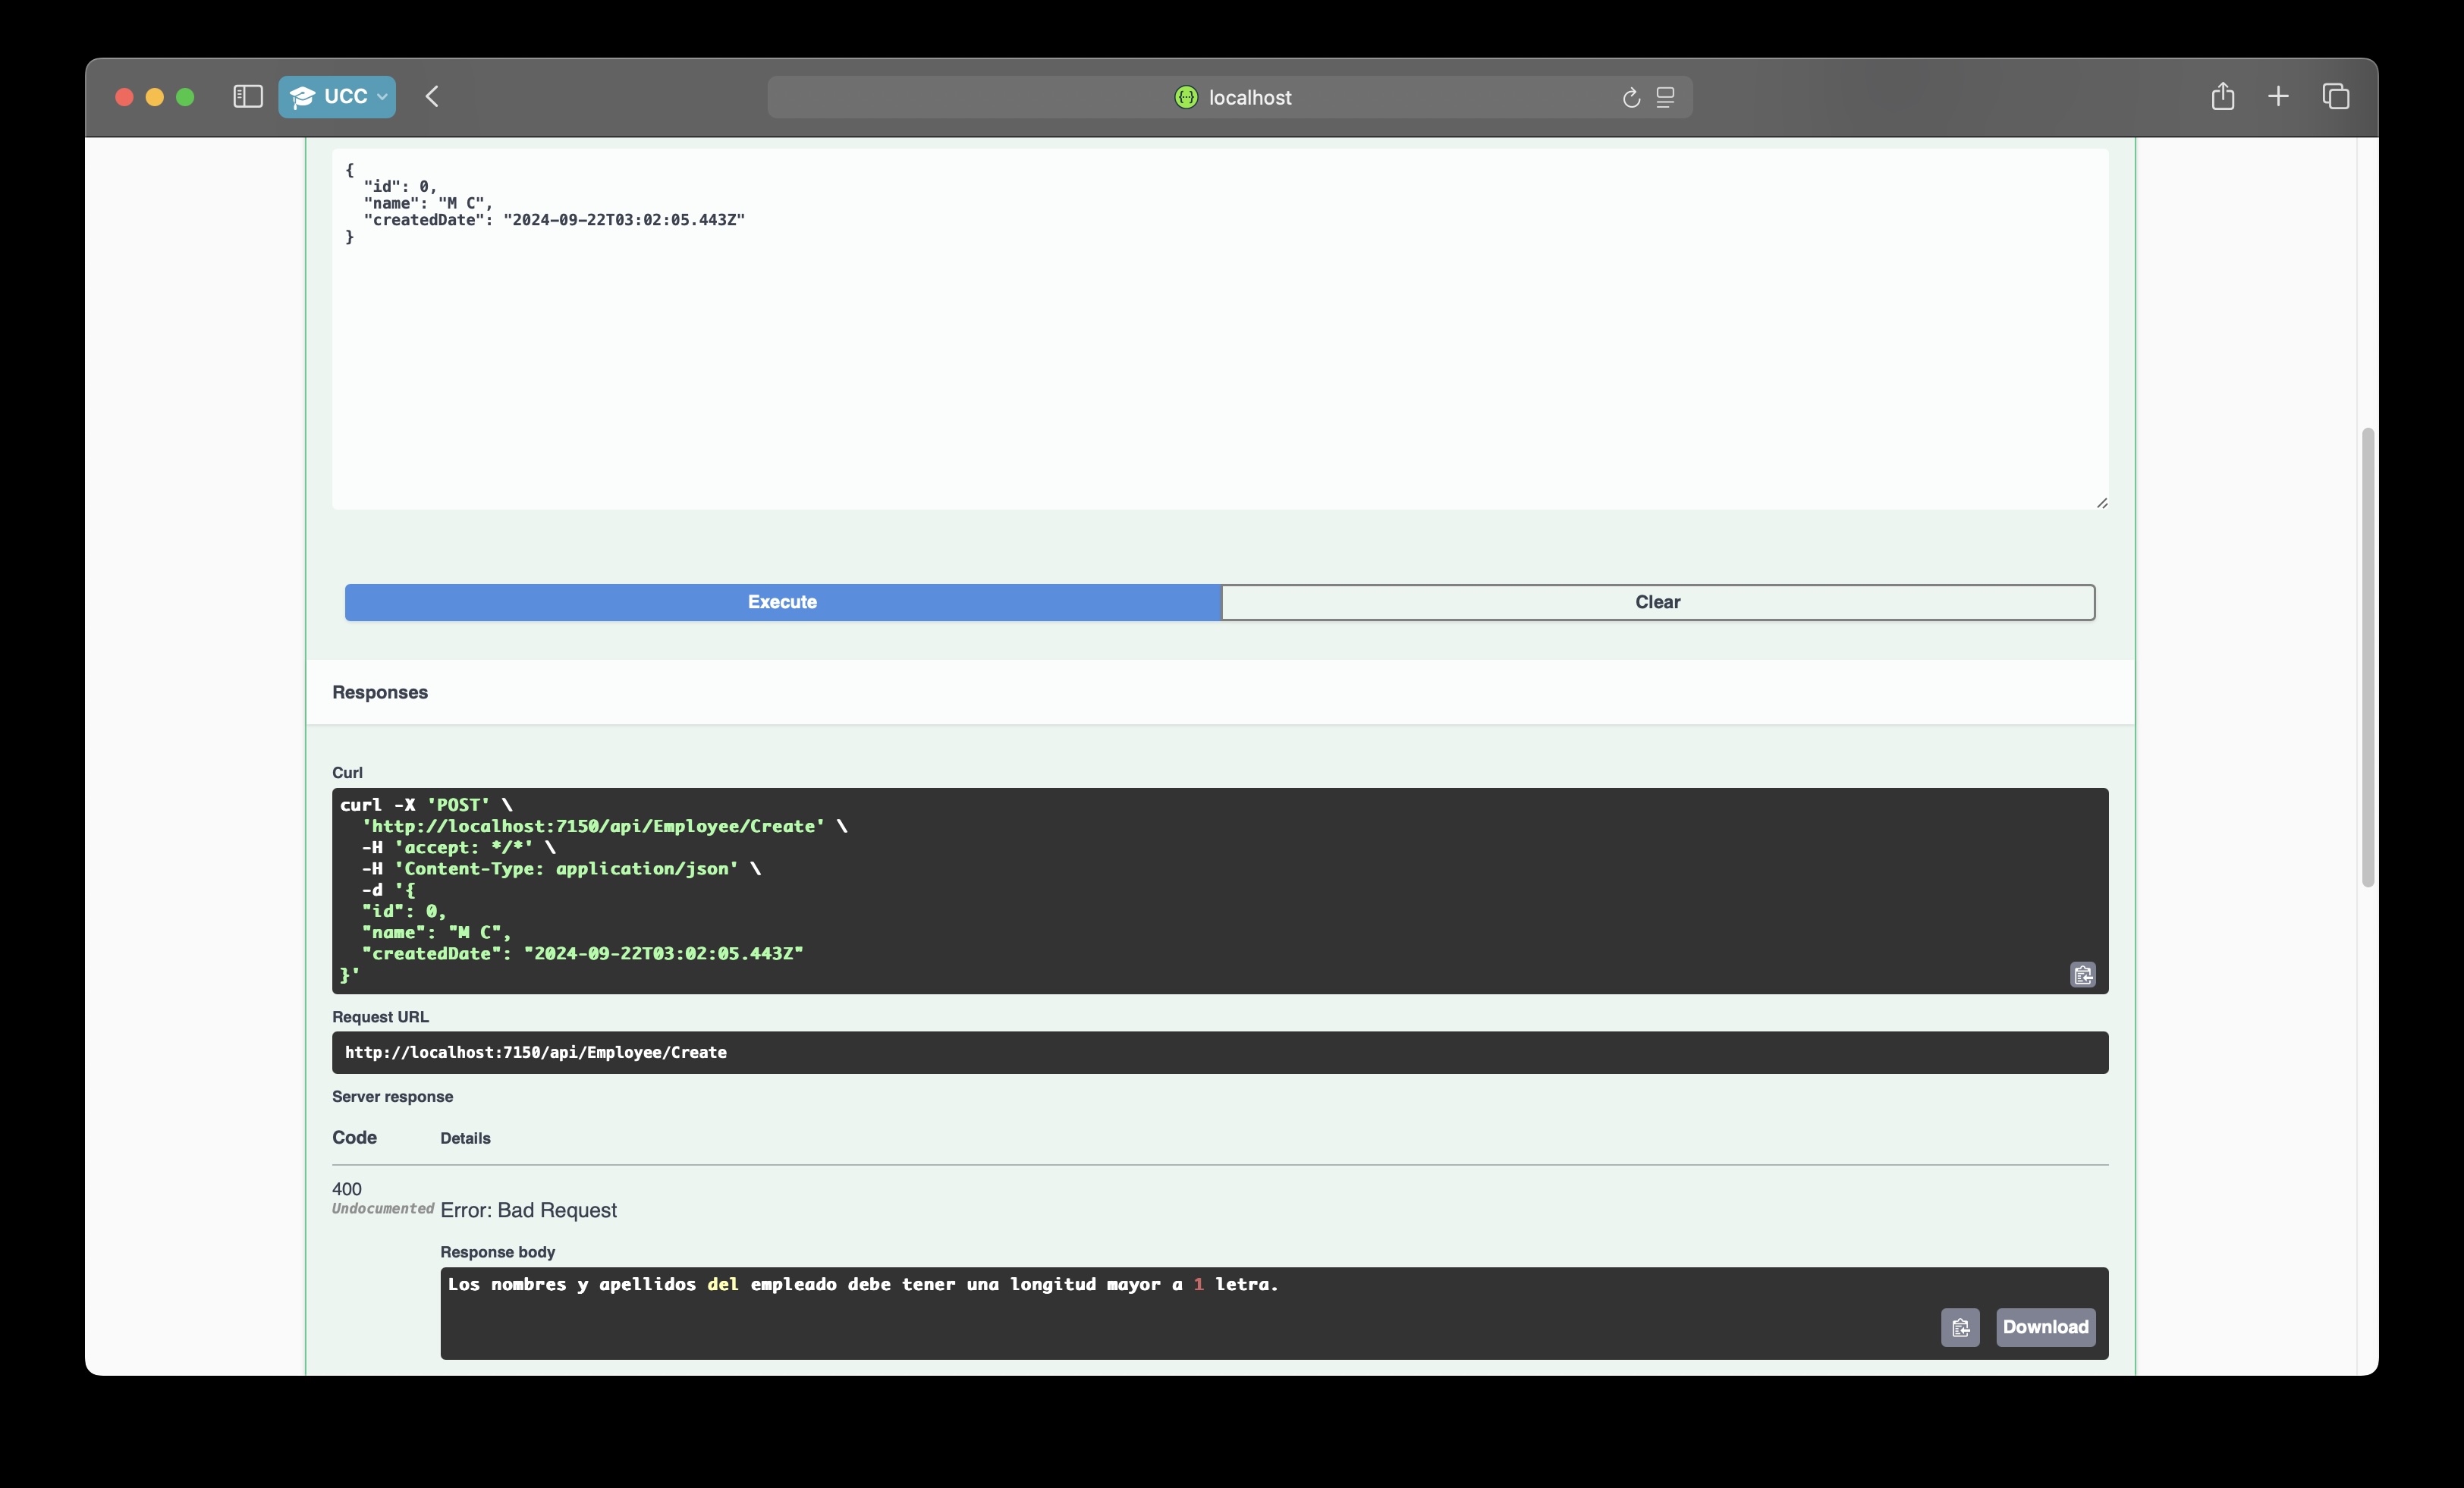 UCC
localhost
{
  "id": 0,
  "name": "M C",
  "createdDate": "2024-09-22T03:02:05.443Z"
}
Execute
Clear
Responses
Curl
curl -X 'POST' \
  'http://localhost:7150/api/Employee/Create' \
  -H 'accept: */*' \
  -H 'Content-Type: application/json' \
  -d '{
  "id": 0,
  "name": "M C",
  "createdDate": "2024-09-22T03:02:05.443Z"
}'
Request URL
http://localhost:7150/api/Employee/Create
Server response
Code Details
400
Undocumented Error: Bad Request
Response body
Los nombres y apellidos del empleado debe tener una longitud mayor a 1 letra.
Download